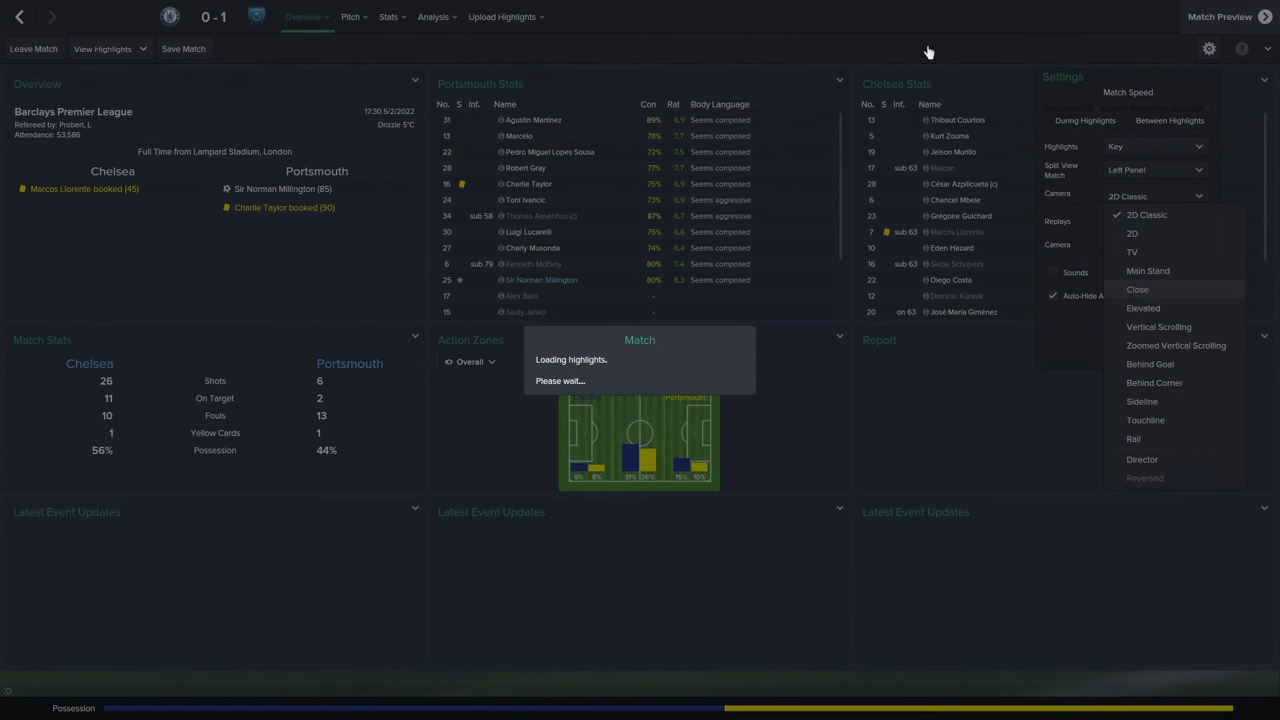 0 - 1
Overview
Pitch
Stats
Analysis
Upload Highlights
Match Preview
Leave Match
View Highlights
Save Match
Overview
Barclays Premier League
17:30 5/2/2022
Refereed by: Probert, L
Drizzle 5°C
Attendance: 53,586
Full Time from Lampard Stadium, London
Chelsea
Portsmouth
Marcos Llorente booked (45)
Sir Norman Millington (85)
Charlie Taylor booked (90)
Portsmouth Stats
No. S Inf. Name Con Rat Body Language
31 Agustín Martínez 89% 6.9 Seems composed
13 Marcelo 78% 7.7 Seems composed
22 Pedro Miguel Lopes Sousa 72% 7.5 Seems composed
28 Robert Gray 77% 7.7 Seems composed
16 Charlie Taylor 75% 6.9 Seems composed
24 Toni Ivancic 73% 6.9 Seems aggressive
34 sub 58 Thomas Aasenhus (c) 87% 6.7 Seems aggressive
30 Luigi Lucarelli 75% 6.6 Seems composed
27 Charly Musonda 74% 6.4 Seems composed
6 sub 79 Kenneth McEvoy 80% 7.4 Seems composed
25 Sir Norman Millington 80% 8.3 Seems composed
17 Alex Bass -
15 Saidy Janko -
Chelsea Stats
No. S Inf. Name
13 Thibaut Courtois
5 Kurt Zouma
19 Jeison Murillo
17 sub 63 Maicon
28 César Azpilicueta (c)
6 Chancel Mbele
23 Grégoire Guichard
7 sub 63 Marcos Llorente
10 Eden Hazard
16 sub 63 Siebe Schrijvers
22 Diego Costa
12 Dominic Kurasik
20 on 63 José María Giménez
Settings
Match Speed
During Highlights
Between Highlights
Highlights
Key
Split View Match
Left Panel
Camera
2D Classic
Replays
Camera
Sounds
Auto-Hide A
2D Classic
2D
TV
Main Stand
Close
Elevated
Vertical Scrolling
Zoomed Vertical Scrolling
Behind Goal
Behind Corner
Sideline
Touchline
Rail
Director
Reversed
Match Stats
Chelsea
Portsmouth
26 Shots 6
11 On Target 2
10 Fouls 13
1 Yellow Cards 1
56% Possession 44%
Action Zones
Overall
Portsmouth
9% 8% 31% 26% 15% 10%
Report
Match
Loading highlights.
Please wait...
Latest Event Updates
Latest Event Updates
Latest Event Updates
Possession